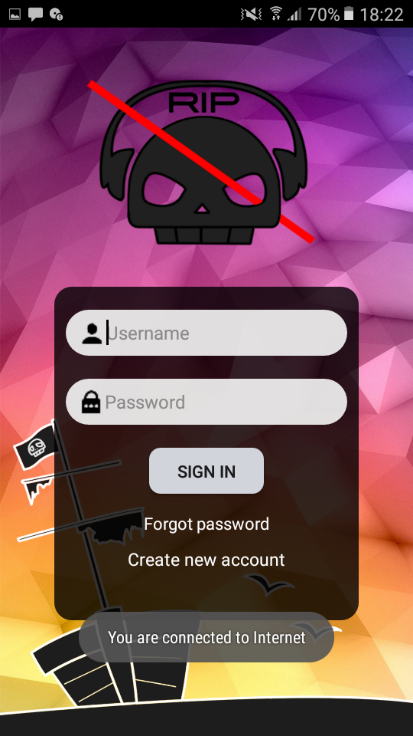 70% 18:22
RIP
Username
Password
SIGN IN
Forgot password
Create new account
You are connected to Internet